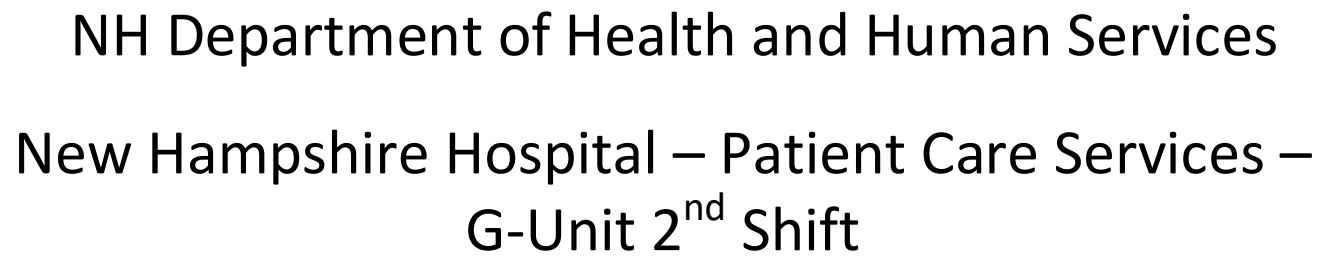 NH Department of Health and Human Services
New Hampshire Hospital – Patient Care Services –
G-Unit 2nd Shift